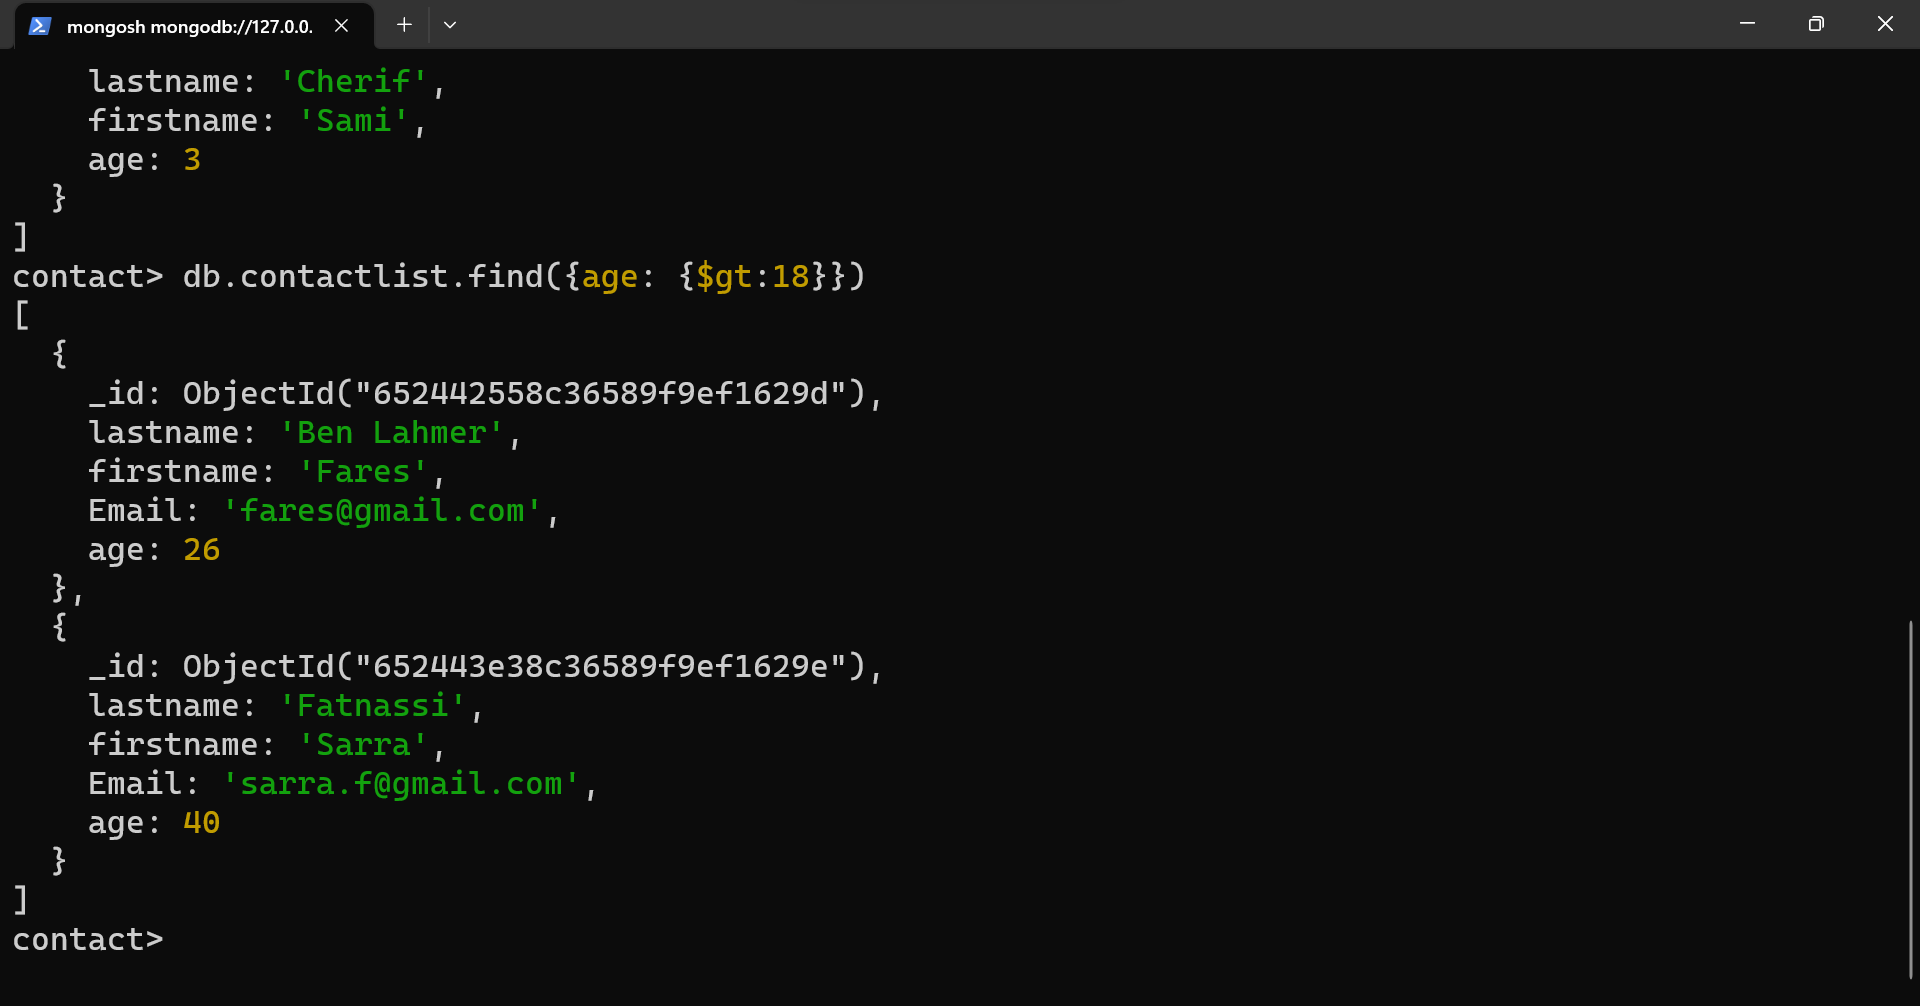 mongosh mongodb://127.0.0.
    lastname: 'Cherif',
    firstname: 'Sami',
    age: 3
  }
]
contact> db.contactlist.find({age: {$gt:18}})
[
  {
    _id: ObjectId("652442558c36589f9ef1629d"),
    lastname: 'Ben Lahmer',
    firstname: 'Fares',
    Email: 'fares@gmail.com',
    age: 26
  },
  {
    _id: ObjectId("652443e38c36589f9ef1629e"),
    lastname: 'Fatnassi',
    firstname: 'Sarra',
    Email: 'sarra.f@gmail.com',
    age: 40
  }
]
contact>